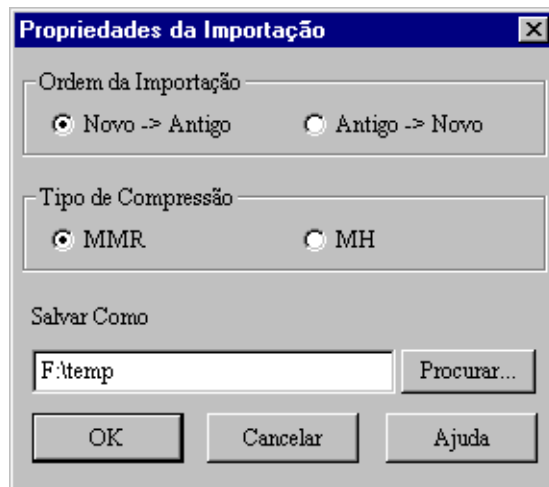 Propriedades da Importação
Ordem da Importação
Novo -> Antigo Antigo -> Novo
Tipo de Compressão
MMR MH
Salvar Como
F:\temp Procurar...
OK Cancelar Ajuda